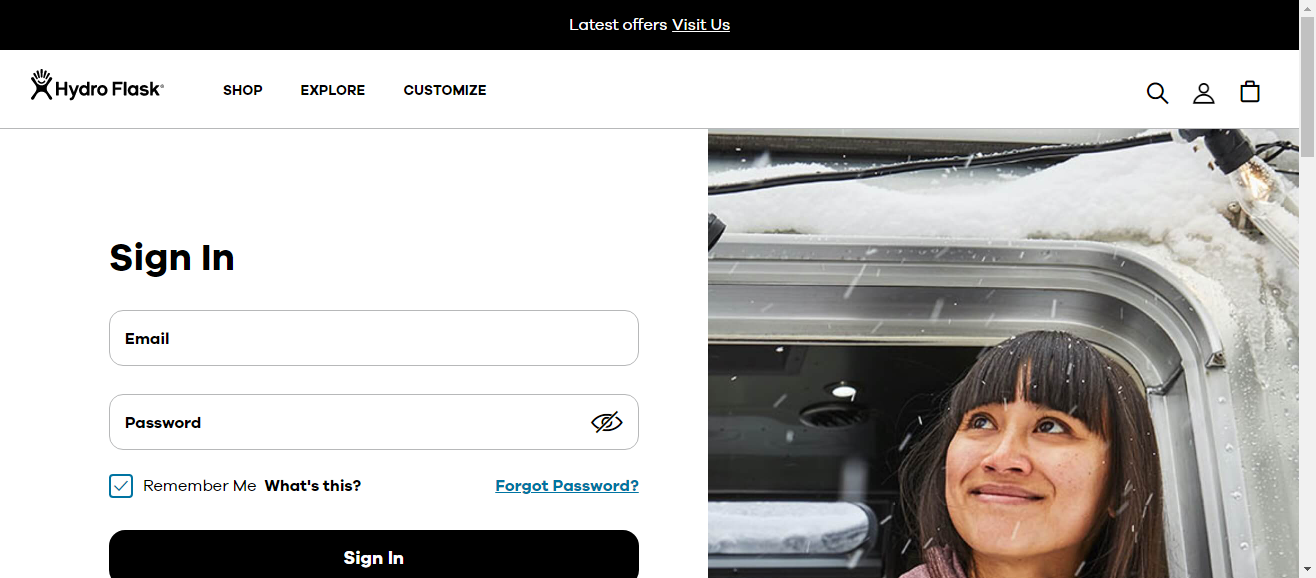 Latest offers Visit Us
Hydro Flask®
SHOP EXPLORE CUSTOMIZE
Sign In
Email
Password
Remember Me What's this? Forgot Password?
Sign In